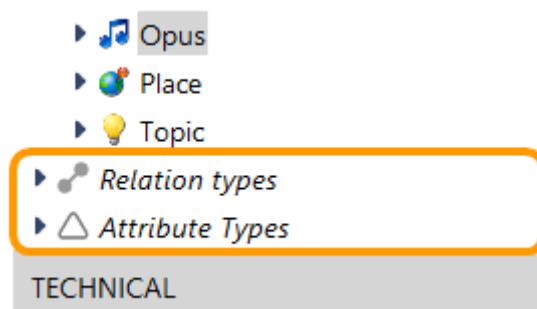 Opus
Place
Topic
Relation types
Attribute Types
TECHNICAL